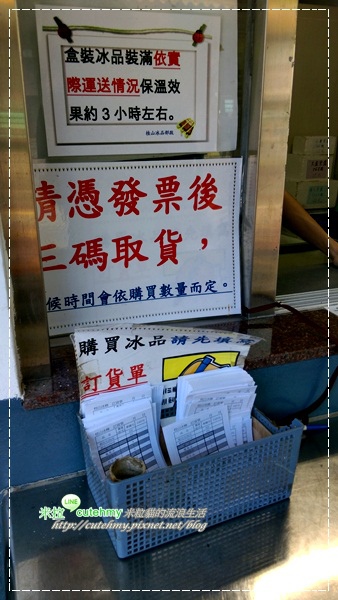 盒裝冰品裝滿依實
際運送情況保溫效
果約3小時左右。
請憑發票後
三碼取貨，
候時間會依購買數量而定。
購買冰品請先填寫
訂貨單
米拉 LINE cutehmy 米拉貓的流浪生活
http://cutehmy.pixnet.net/blog